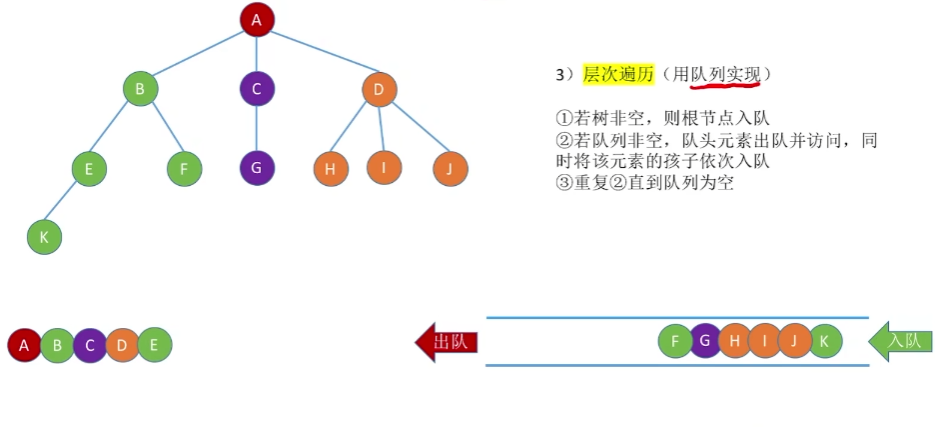 A
B
C
D
E
F
G
H
I
J
K
3）层次遍历（用队列实现）
①若树非空，则根节点入队
②若队列非空，队头元素出队并访问，同
时将该元素的孩子依次入队
③重复②直到队列为空
A B C D E
出队
F G H I J K
入队